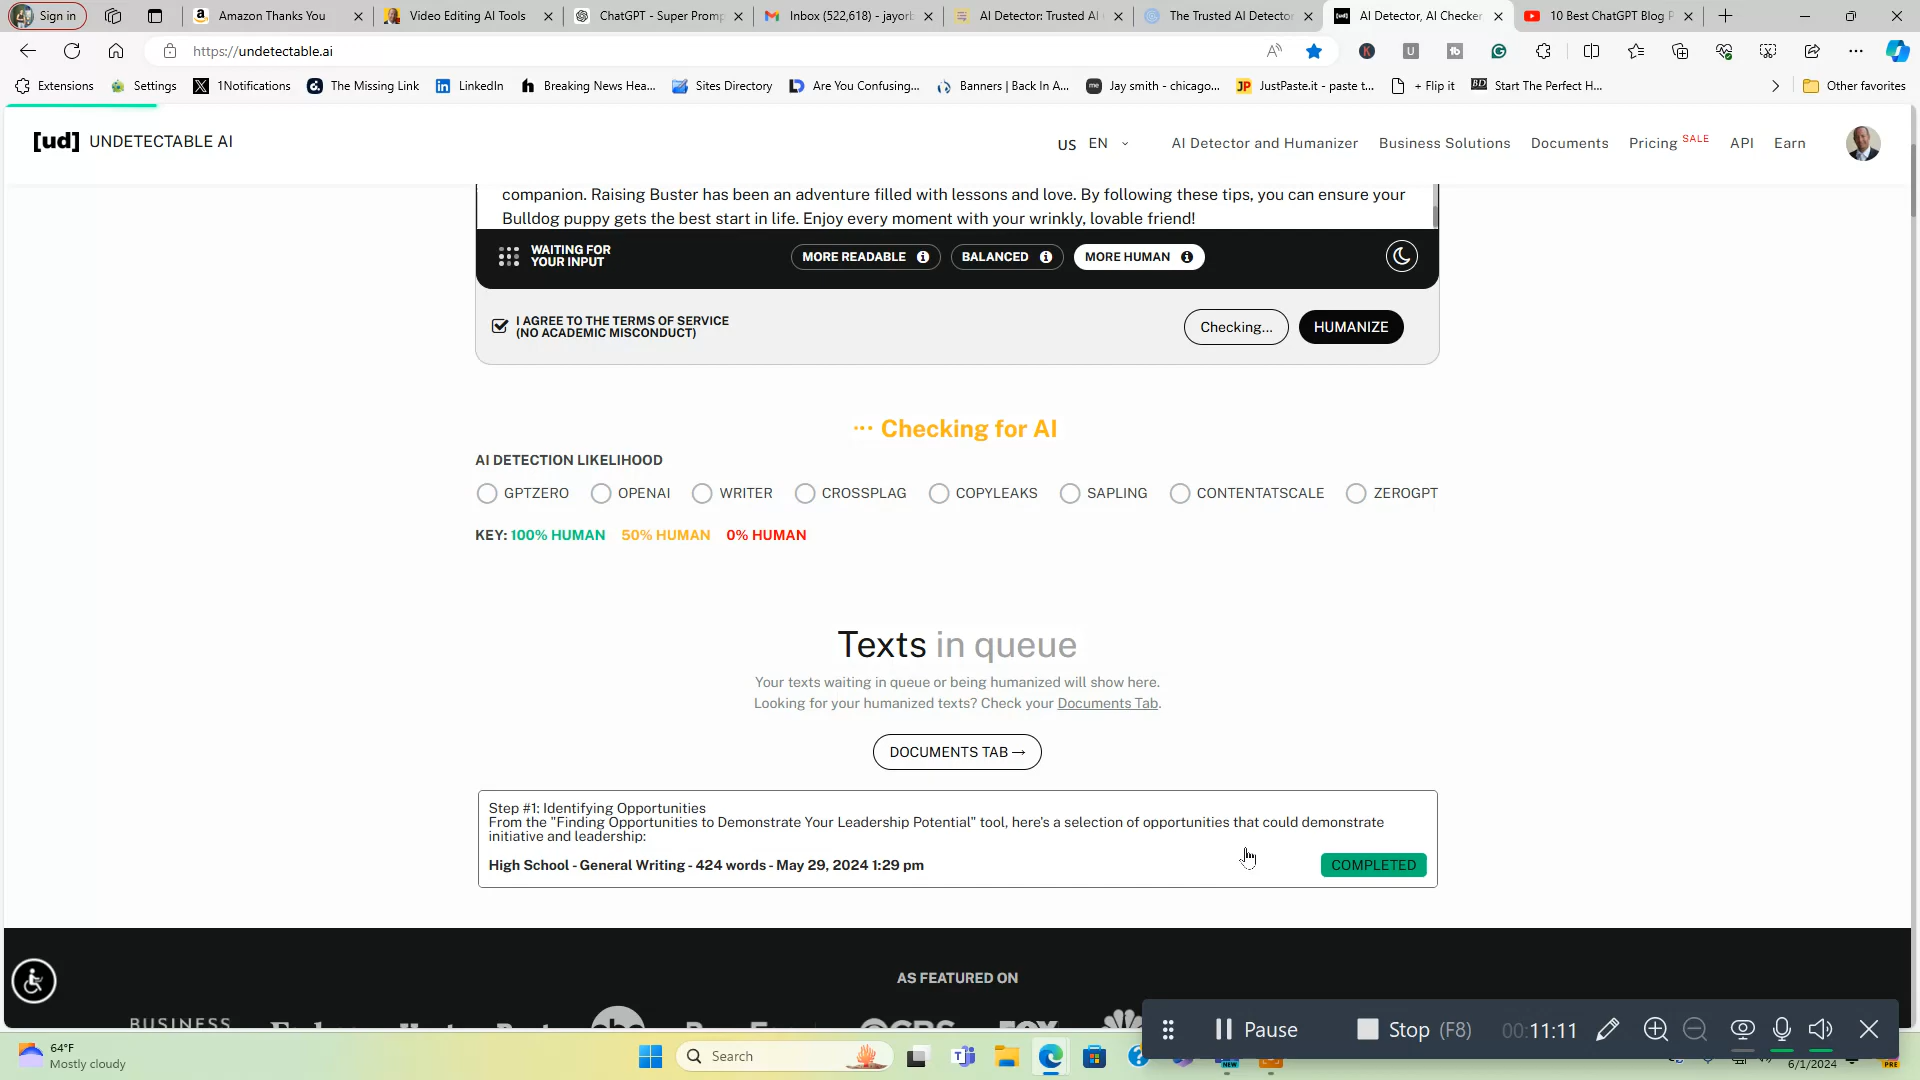 Sign in
Amazon Thanks You
Video Editing AI Tools
ChatGPT - Super Promp
Inbox (522,618) - jayorb
AI Detector: Trusted AI
The Trusted AI Detector
AI Detector, AI Checker
10 Best ChatGPT Blog P
https://undetectable.ai
Extensions
Settings
1Notifications
The Missing Link
LinkedIn
Breaking News Hea...
Sites Directory
Are You Confusing...
Banners | Back In A...
Jay smith - chicago...
JustPaste.it - paste t...
+ Flip it
Start The Perfect H...
Other favorites
[ud] UNDETECTABLE AI
US EN
AI Detector and Humanizer
Business Solutions
Documents
Pricing SALE
API
Earn
companion. Raising Buster has been an adventure filled with lessons and love. By following these tips, you can ensure your
Bulldog puppy gets the best start in life. Enjoy every moment with your wrinkly, lovable friend!
WAITING FOR
YOUR INPUT
MORE READABLE
BALANCED
MORE HUMAN
I AGREE TO THE TERMS OF SERVICE
(NO ACADEMIC MISCONDUCT)
Checking...
HUMANIZE
··· Checking for AI
AI DETECTION LIKELIHOOD
GPTZERO
OPENAI
WRITER
CROSSPLAG
COPYLEAKS
SAPLING
CONTENTATSCALE
ZEROGPT
KEY: 100% HUMAN 50% HUMAN 0% HUMAN
Texts in queue
Your texts waiting in queue or being humanized will show here.
Looking for your humanized texts? Check your Documents Tab.
DOCUMENTS TAB →
Step #1: Identifying Opportunities
From the "Finding Opportunities to Demonstrate Your Leadership Potential" tool, here's a selection of opportunities that could demonstrate
initiative and leadership:
High School - General Writing - 424 words - May 29, 2024 1:29 pm
COMPLETED
AS FEATURED ON
BUSINESS
abc
CBS
FOX
Pause
Stop (F8)
00:11:11
64°F
Mostly cloudy
Search
NEW
6/1/2024
PRE